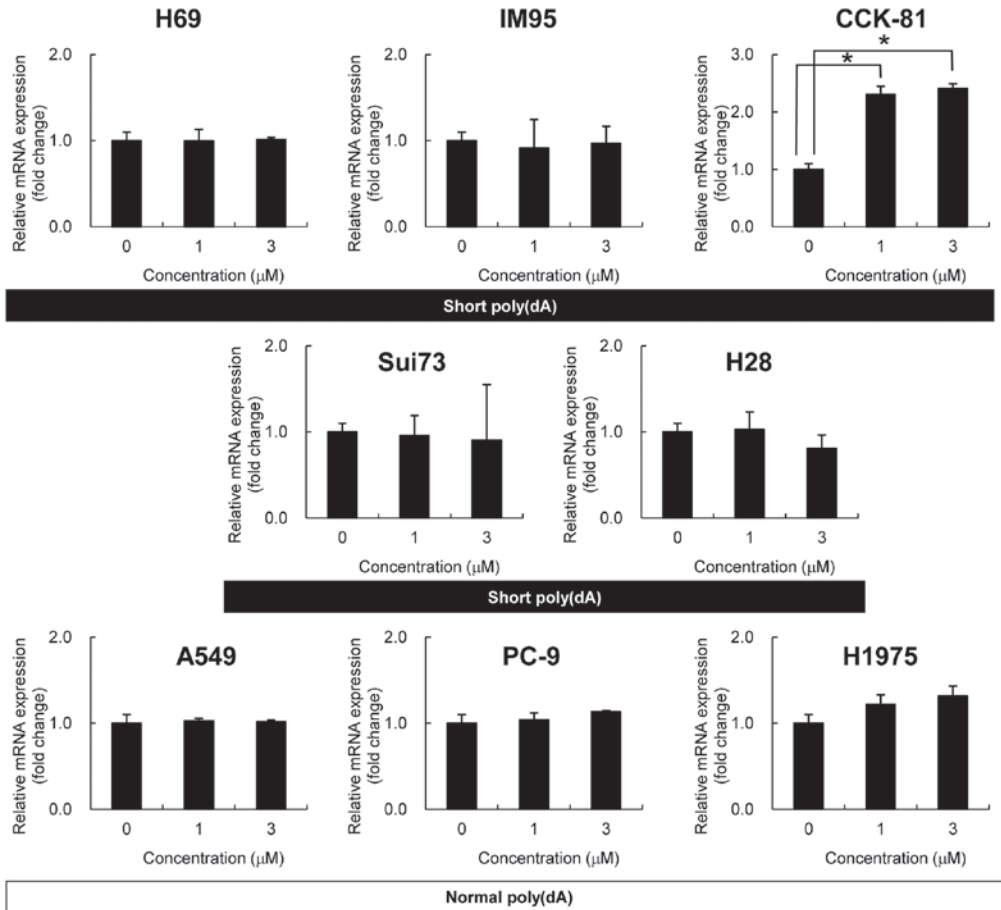 H69
Relative mRNA expression
(fold change)
2.0
1.0
0.0
0 1 3
Concentration (μM)
IM95
Relative mRNA expression
(fold change)
2.0
1.0
0.0
0 1 3
Concentration (μM)
CCK-81
Relative mRNA expression
(fold change)
3.0
2.0
1.0
0.0
*
*
0 1 3
Concentration (μM)
Short poly(dA)
Sui73
Relative mRNA expression
(fold change)
2.0
1.0
0.0
0 1 3
Concentration (μM)
H28
Relative mRNA expression
(fold change)
2.0
1.0
0.0
0 1 3
Concentration (μM)
Short poly(dA)
A549
Relative mRNA expression
(fold change)
2.0
1.0
0.0
0 1 3
Concentration (μM)
PC-9
Relative mRNA expression
(fold change)
2.0
1.0
0.0
0 1 3
Concentration (μM)
H1975
Relative mRNA expression
(fold change)
2.0
1.0
0.0
0 1 3
Concentration (μM)
Normal poly(dA)